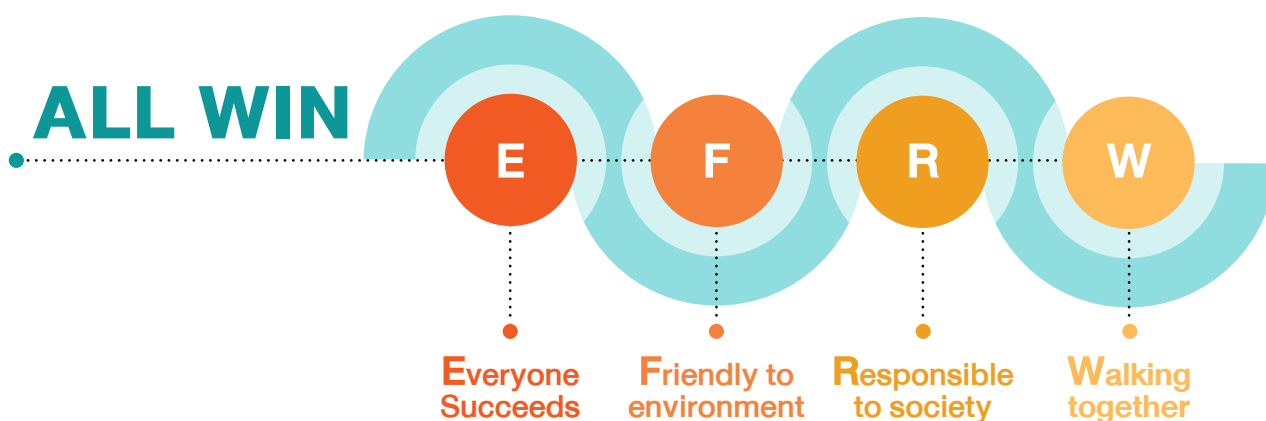 ALL WIN
E F R W
Everyone
Succeeds
Friendly to
environment
Responsible
to society
Walking
together